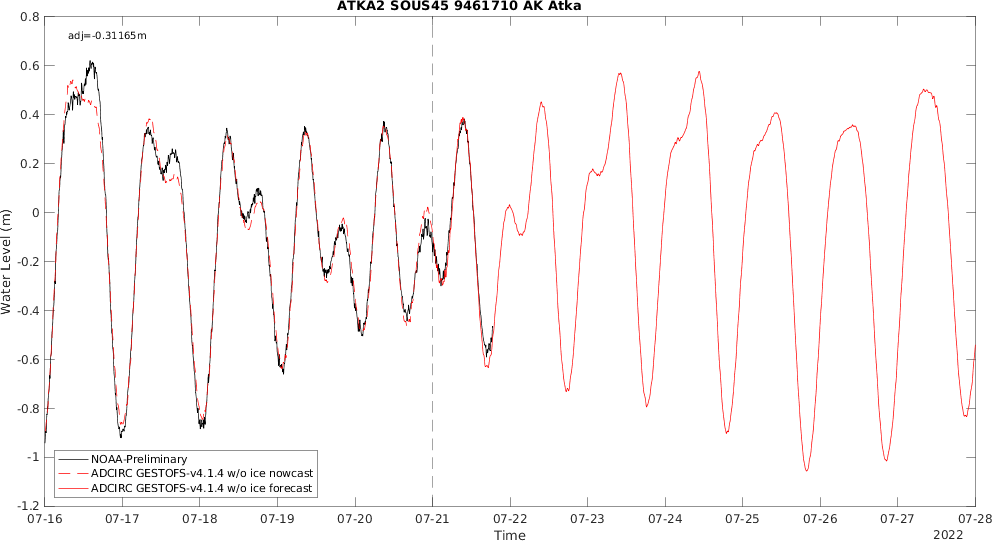 ATKA2 SOUS45 9461710 AK Atka
adj=-0.31165m
0.8
0.6
0.4
0.2
0
-0.2
-0.4
-0.6
-0.8
-1
-1.2
Water Level (m)
NOAA-Preliminary
ADCIRC GESTOFS-v4.1.4 w/o ice nowcast
ADCIRC GESTOFS-v4.1.4 w/o ice forecast
07-16 07-17 07-18 07-19 07-20 07-21 07-22 07-23 07-24 07-25 07-26 07-27 07-28
Time
2022